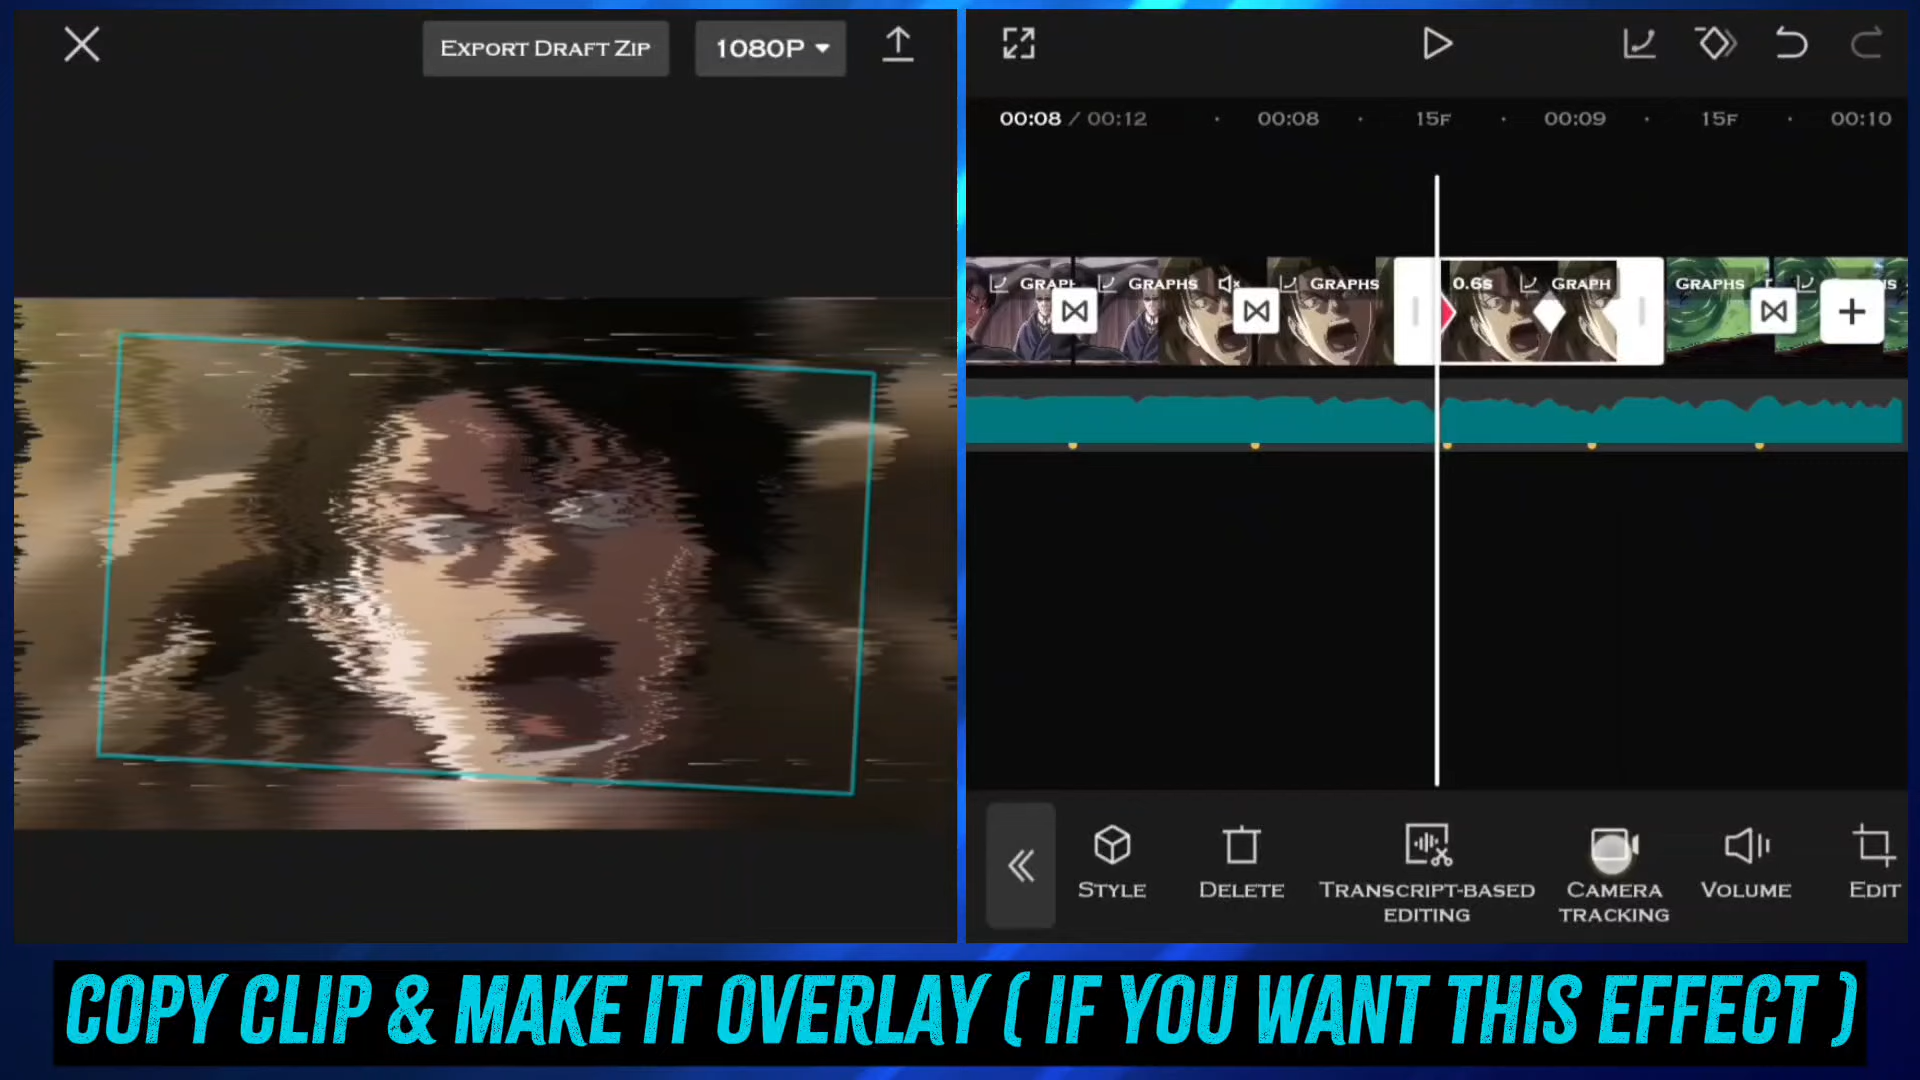 EXPORT DRAFT ZIP
1080P
00:08 / 00:12
00:08
15F
00:09
15F
00:10
GRAPH
GRAPHS
GRAPHS
0.6s
GRAPH
GRAPHS
STYLE
DELETE
TRANSCRIPT-BASED
EDITING
CAMERA
TRACKING
VOLUME
EDIT
COPY CLIP & MAKE IT OVERLAY ( IF YOU WANT THIS EFFECT )